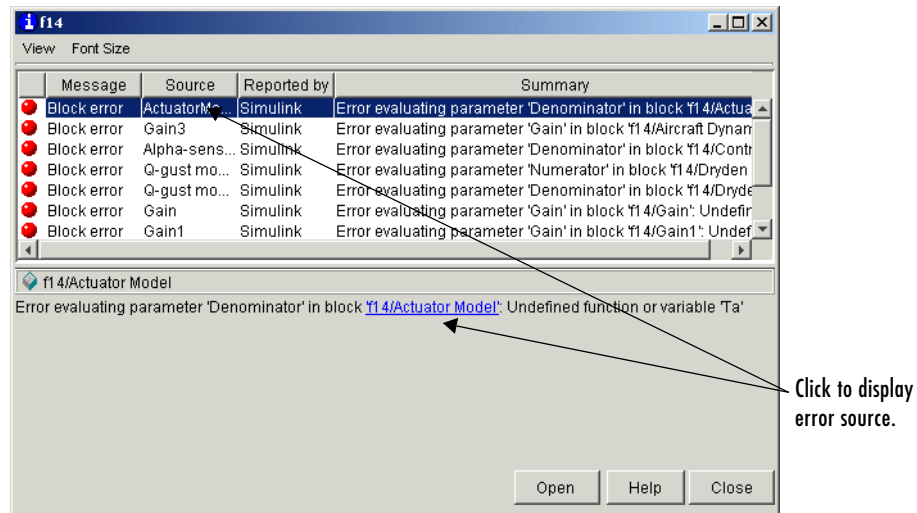 f14
View Font Size
Message Source Reported by Summary
Block error ActuatorMo... Simulink Error evaluating parameter 'Denominator' in block 'f14/Actua
Block error Gain3 Simulink Error evaluating parameter 'Gain' in block 'f14/Aircraft Dynam
Block error Alpha-sens... Simulink Error evaluating parameter 'Denominator' in block 'f14/Contr
Block error Q-gust mo... Simulink Error evaluating parameter 'Numerator' in block 'f14/Dryden
Block error Q-gust mo... Simulink Error evaluating parameter 'Denominator' in block 'f14/Dryde
Block error Gain Simulink Error evaluating parameter 'Gain' in block 'f14/Gain': Undefin
Block error Gain1 Simulink Error evaluating parameter 'Gain' in block 'f14/Gain1': Undef
f14/Actuator Model
Error evaluating parameter 'Denominator' in block 'f14/Actuator Model': Undefined function or variable 'Ta'
Click to display
error source.
Open Help Close